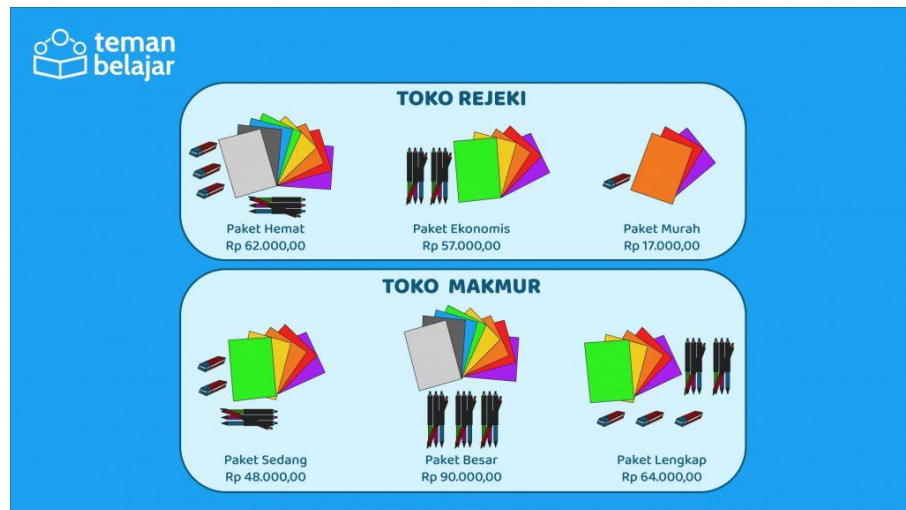 teman
belajar
TOKO REJEKI
Paket Hemat
Rp 62.000,00
Paket Ekonomis
Rp 57.000,00
Paket Murah
Rp 17.000,00
TOKO MAKMUR
Paket Sedang
Rp 48.000,00
Paket Besar
Rp 90.000,00
Paket Lengkap
Rp 64.000,00